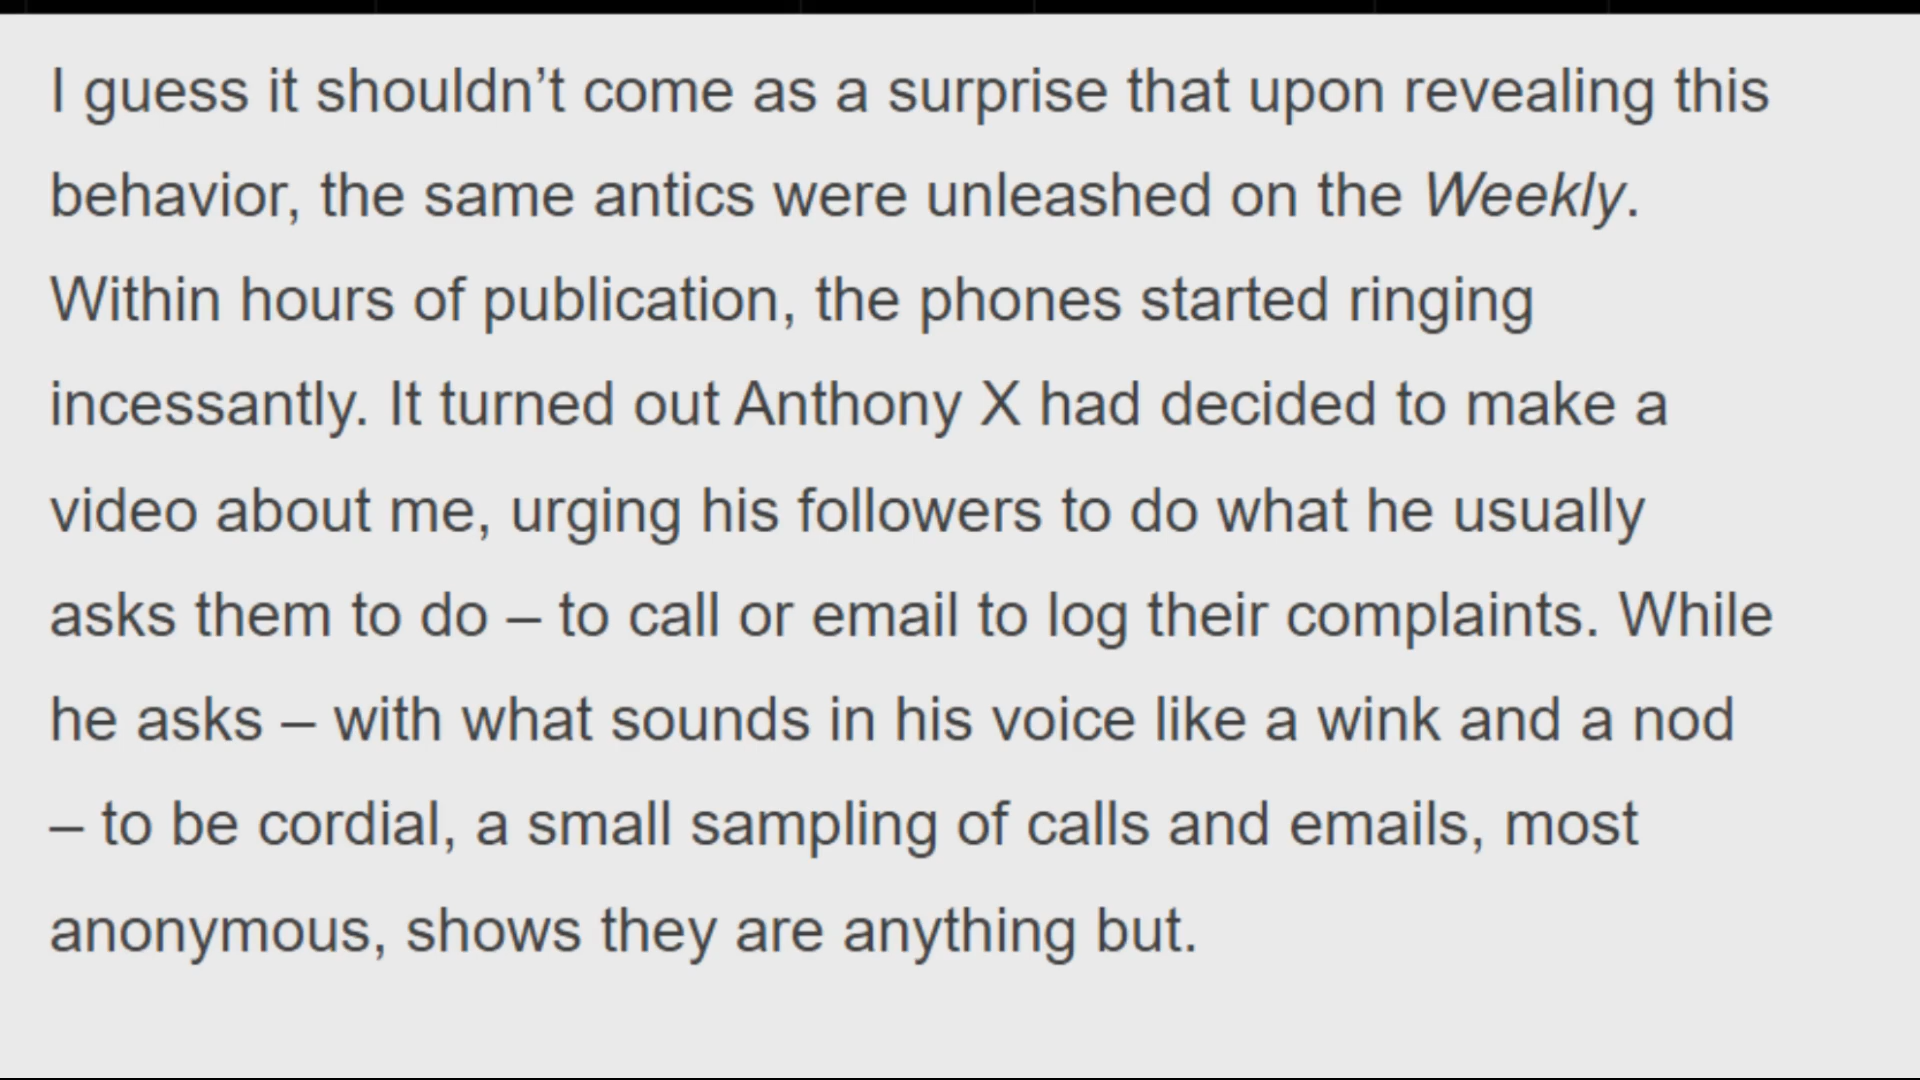 I guess it shouldn’t come as a surprise that upon revealing this
behavior, the same antics were unleashed on the Weekly.
Within hours of publication, the phones started ringing
incessantly. It turned out Anthony X had decided to make a
video about me, urging his followers to do what he usually
asks them to do – to call or email to log their complaints. While
he asks – with what sounds in his voice like a wink and a nod
– to be cordial, a small sampling of calls and emails, most
anonymous, shows they are anything but.